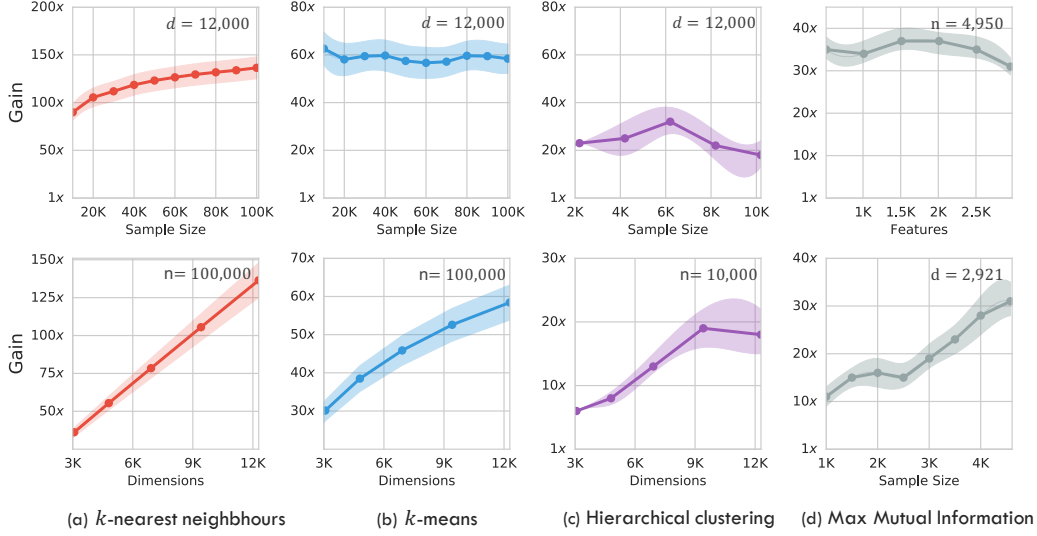 Gain
200x
150x
100x
50x
1x
d = 12,000
20K 40K 60K 80K 100K
Sample Size
80x
60x
40x
20x
1x
d = 12,000
20K 40K 60K 80K 100K
Sample Size
80x
60x
40x
20x
1x
d = 12,000
2K 4K 6K 8K 10K
Sample Size
40x
30x
20x
10x
1x
n = 4,950
1K 1.5K 2K 2.5K
Features
Gain
150x
125x
100x
75x
50x
n= 100,000
3K 6K 9K 12K
Dimensions
70x
60x
50x
40x
30x
n= 100,000
3K 6K 9K 12K
Dimensions
30x
20x
10x
1x
n= 10,000
3K 6K 9K 12K
Dimensions
40x
30x
20x
10x
1x
d = 2,921
1K 2K 3K 4K
Sample Size
(a) k-nearest neighbhours
(b) k-means
(c) Hierarchical clustering
(d) Max Mutual Information